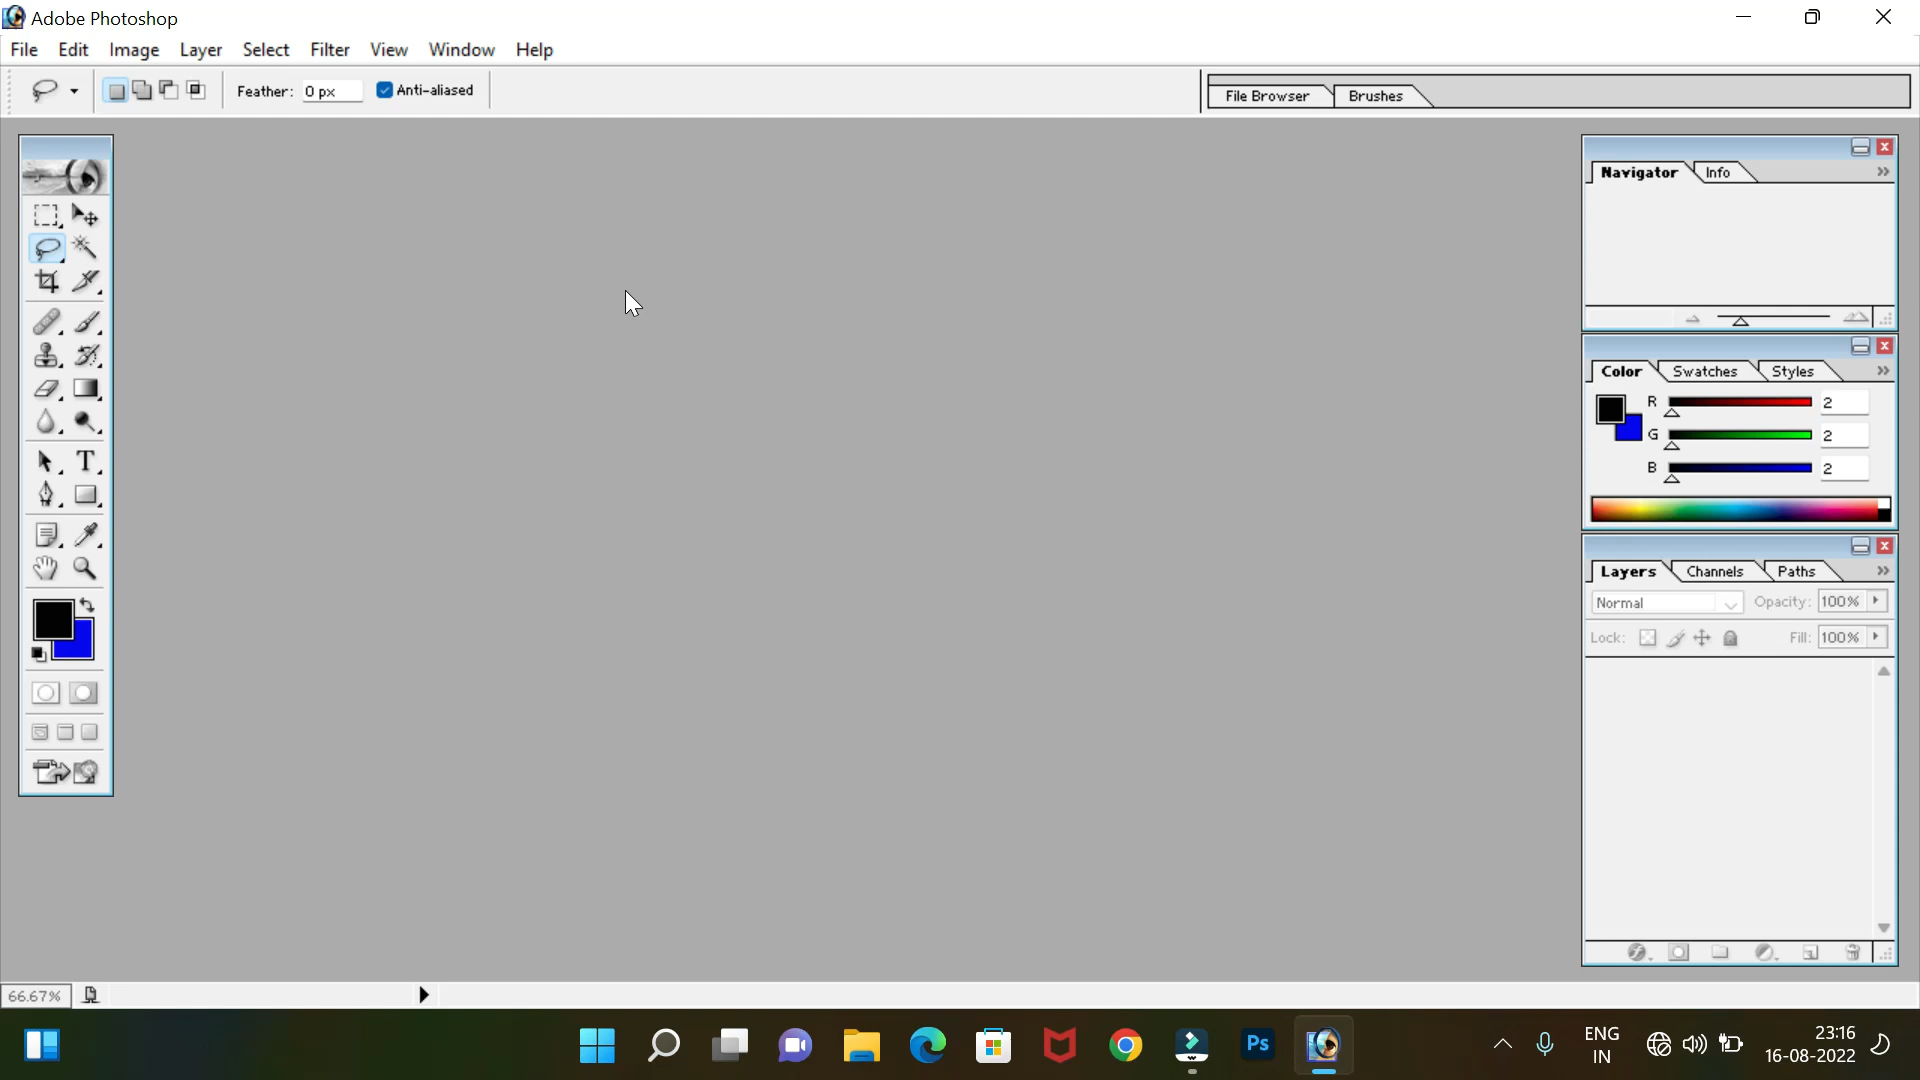 Adobe Photoshop
File Edit Image Layer Select Filter View Window Help
Feather: 0 px Anti-aliased
File Browser Brushes
Navigator Info
Color Swatches Styles
R 2
G 2
B 2
T
Layers Channels Paths
Normal Opacity: 100%
Lock: Fill: 100%
66.67%
Ps
ENG
IN
23:16
16-08-2022